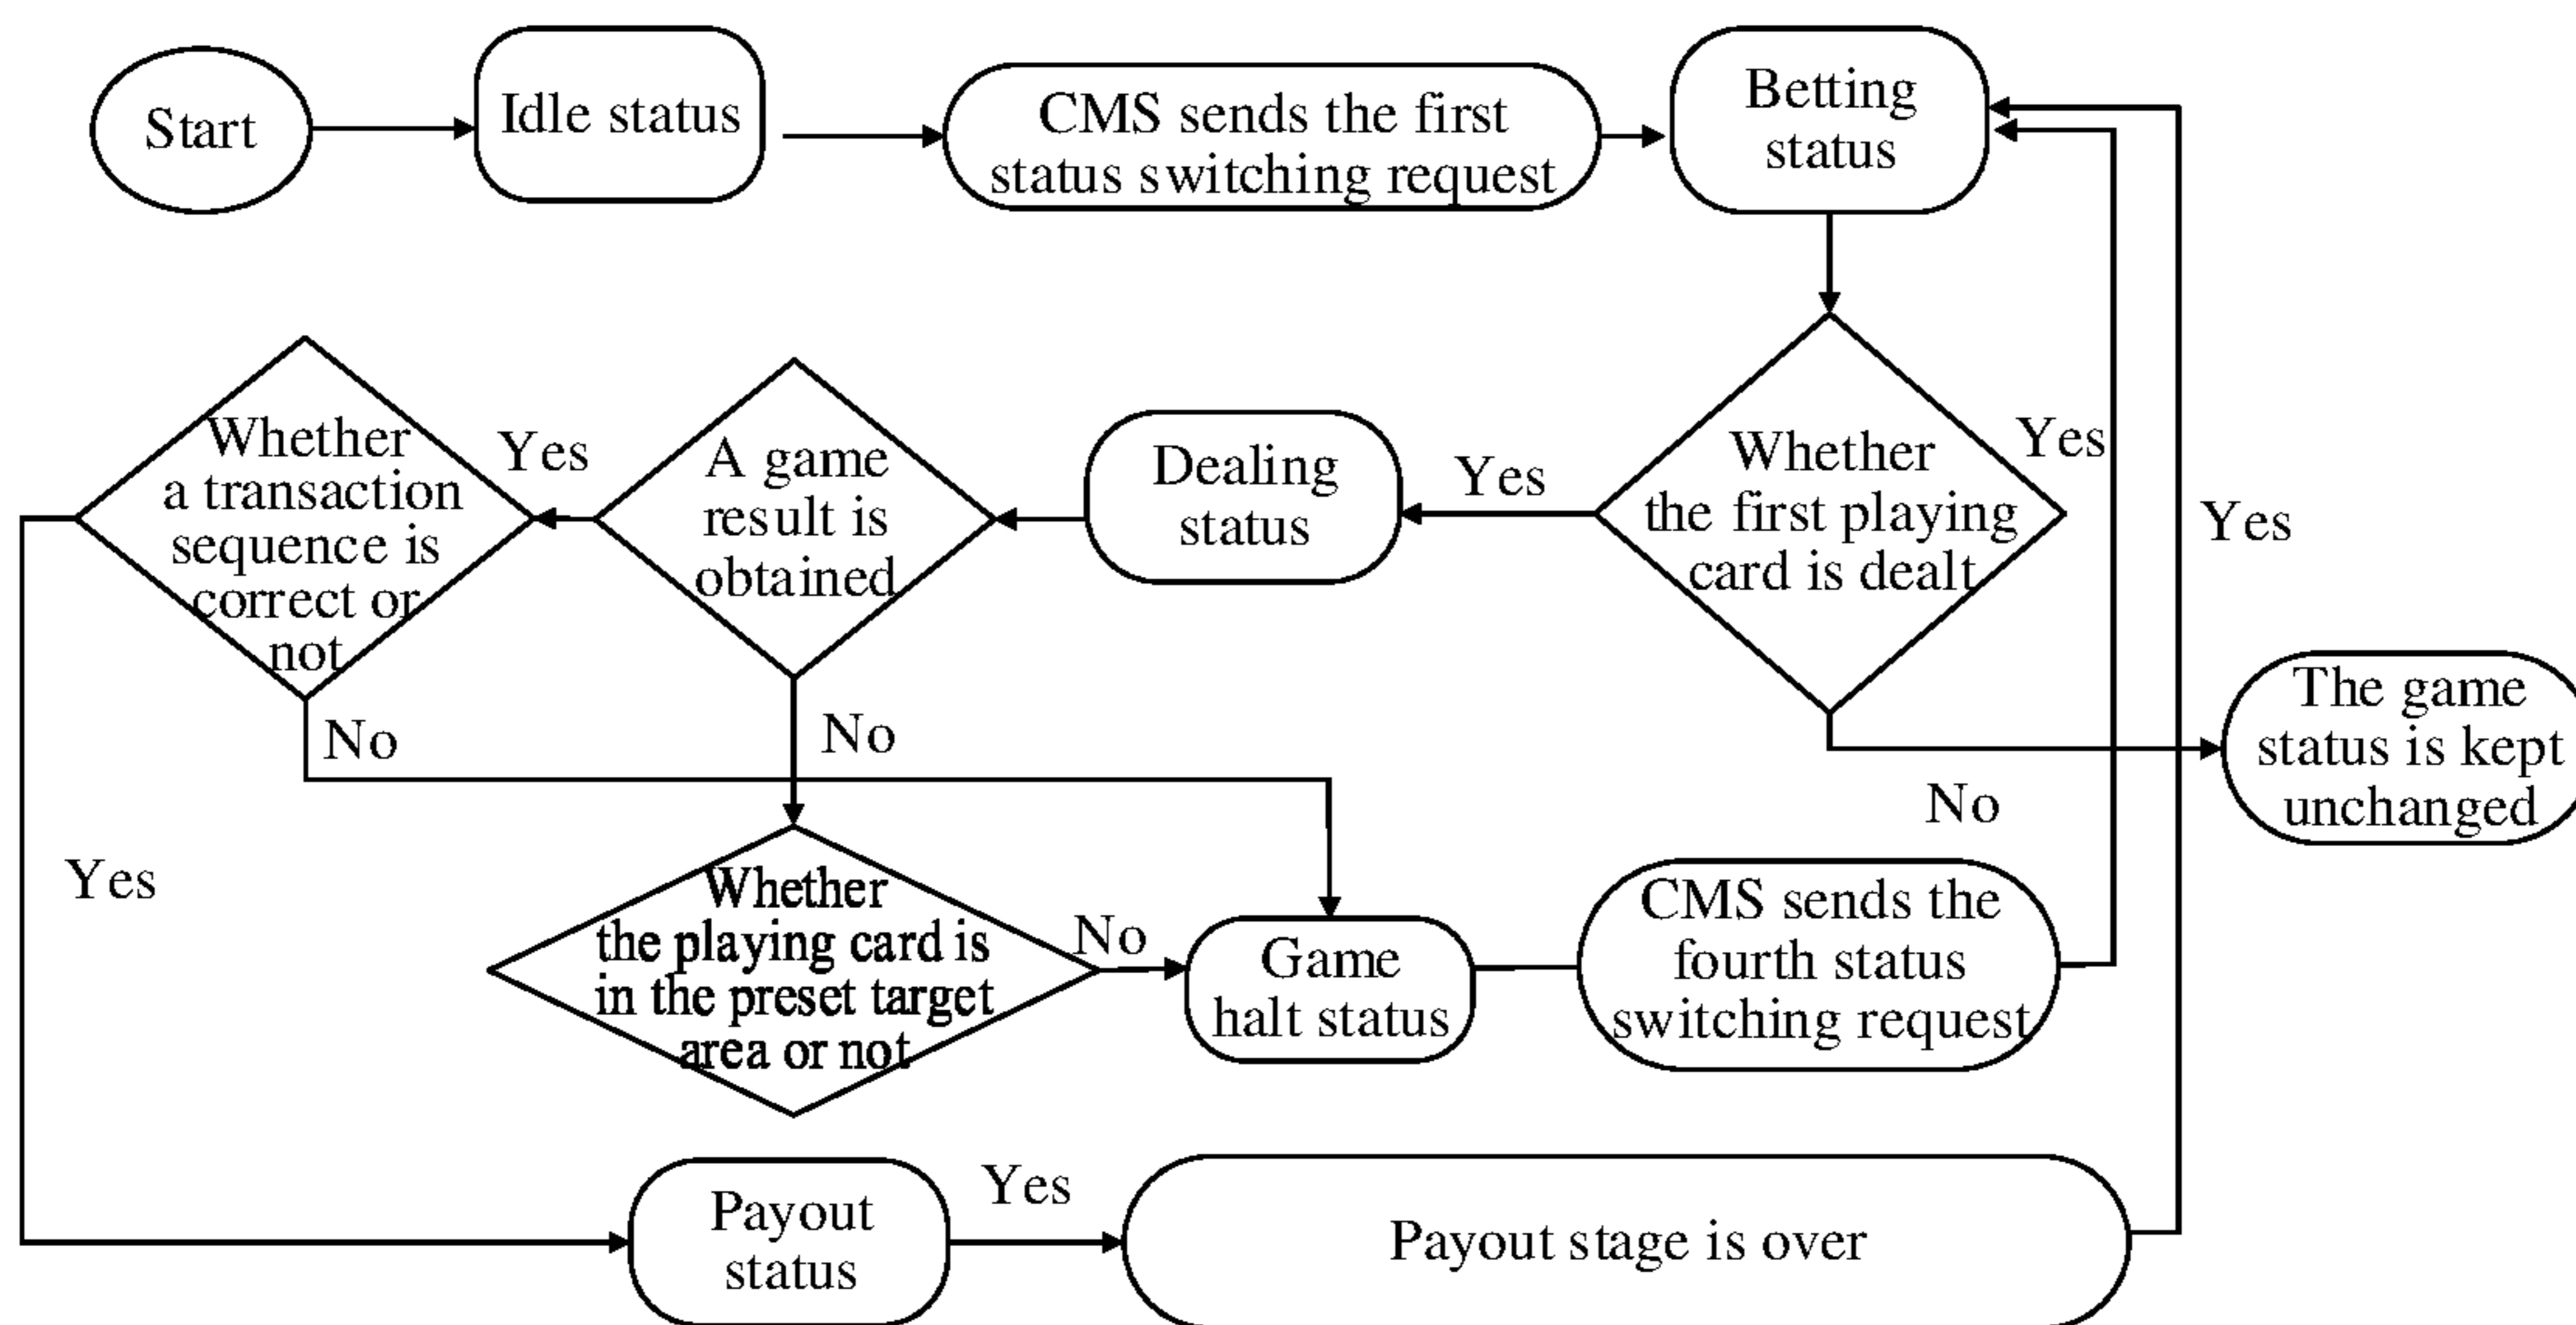 Start
Idle status
CMS sends the first
status switching request
Betting
status
Whether
a transaction
sequence is
correct or
not
Yes
A game
result is
obtained
Dealing
status
Yes
Whether
the first playing
card is dealt
Yes
Yes
No
No
The game
status is kept
unchanged
No
Yes
Whether
the playing card is
in the preset target
area or not
No
Game
halt status
CMS sends the
fourth status
switching request
Payout
status
Yes
Payout stage is over